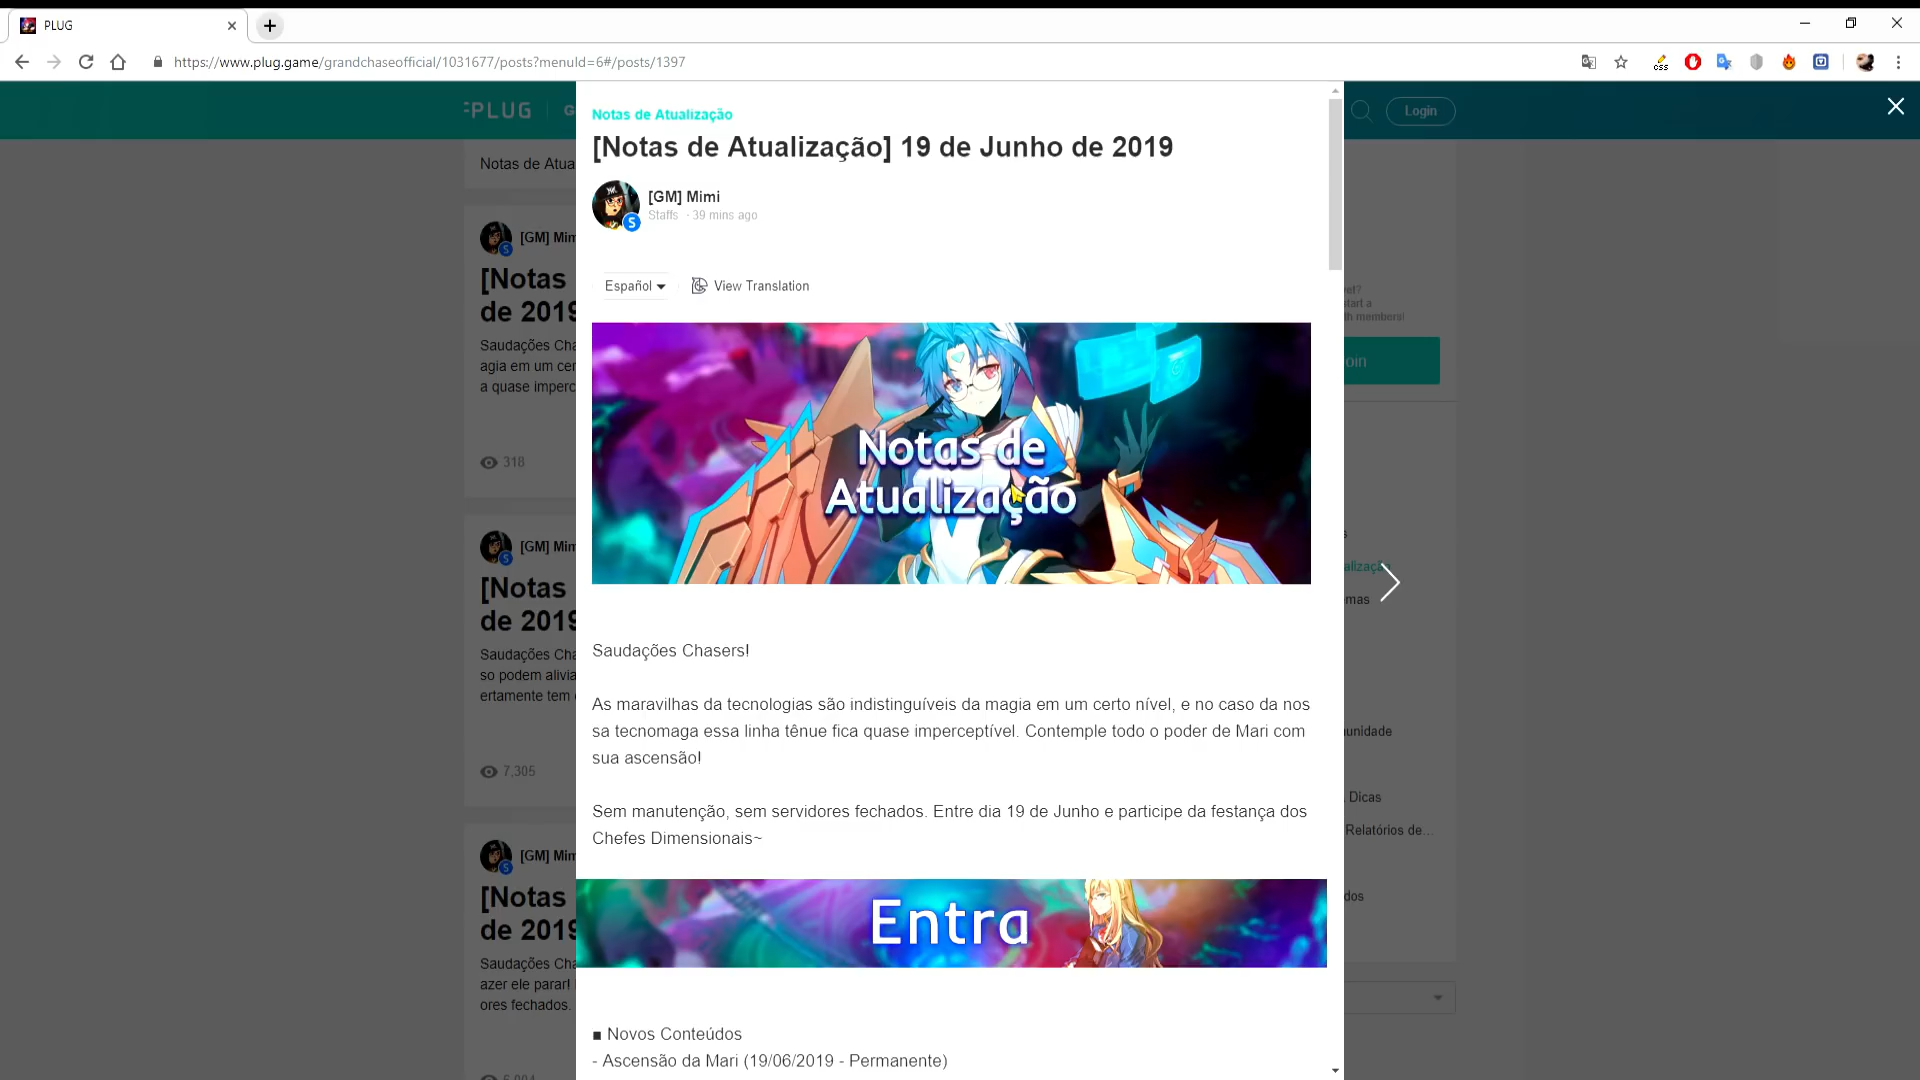 PLUG
https://www.plug.game/grandchaseofficial/1031677/posts?menuId=6#/posts/1397
PLUG
G
Login
Notas de Atua
[GM] Mim
[Notas
de 2019
Saudações Cha
agia em um cer
a quase imperc
318
[GM] Mim
[Notas
de 2019
Saudações Cha
so podem alivia
ertamente tem
7,305
[GM] Mim
[Notas
de 2019
Saudações Cha
azer ele parar!
ores fechados.
Notas de Atualização
[Notas de Atualização] 19 de Junho de 2019
[GM] Mimi
S
Staffs · 39 mins ago
Español
View Translation
Notas de
Atualização
Saudações Chasers!
As maravilhas da tecnologias são indistinguíveis da magia em um certo nível, e no caso da nos
sa tecnomaga essa linha tênue fica quase imperceptível. Contemple todo o poder de Mari com
sua ascensão!
Sem manutenção, sem servidores fechados. Entre dia 19 de Junho e participe da festança dos
Chefes Dimensionais~
Entra
■ Novos Conteúdos
- Ascensão da Mari (19/06/2019 - Permanente)
vel?
start a
th members!
oin
s
alização
mas
unidade
Dicas
Relatórios de...
dos